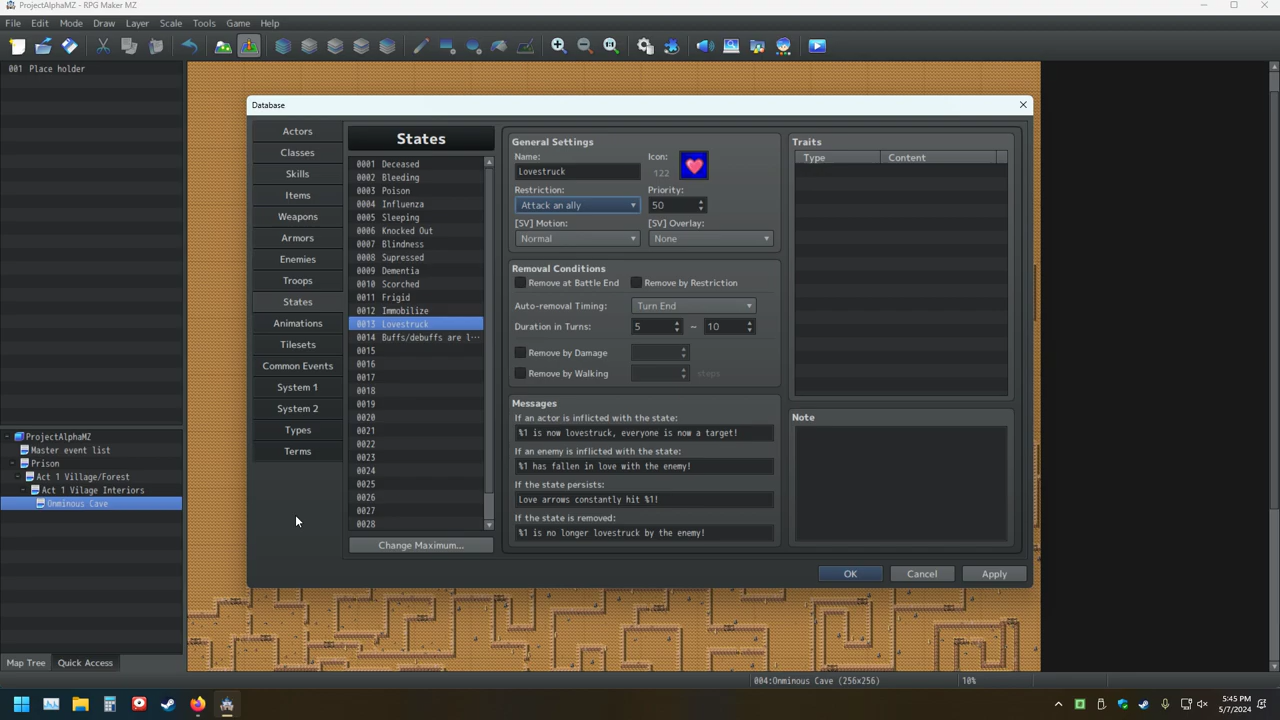 ProjectAlphaMZ - RPG Maker MZ
File Edit Mode Draw Layer Scale Tools Game Help
001 Place holder
Database
Actors
Classes
Skills
Items
Weapons
Armors
Enemies
Troops
States
Animations
Tilesets
Common Events
System 1
System 2
Types
Terms
States
0001 Deceased
0002 Bleeding
0003 Poison
0004 Influenza
0005 Sleeping
0006 Knocked Out
0007 Blindness
0008 Supressed
0009 Dementia
0010 Scorched
0011 Frigid
0012 Immobilize
0013 Lovestruck
0014 Buffs/debuffs are l…
0015
0016
0017
0018
0019
0020
0021
0022
0023
0024
0025
0026
0027
0028
Change Maximum...
General Settings
Name: Icon:
Lovestruck 122
Restriction: Priority:
Attack an ally 50
[SV] Motion: [SV] Overlay:
Normal None
Removal Conditions
Remove at Battle End Remove by Restriction
Auto-removal Timing: Turn End
Duration in Turns: 5 ~ 10
Remove by Damage
Remove by Walking steps
Messages
If an actor is inflicted with the state:
%1 is now lovestruck, everyone is now a target!
If an enemy is inflicted with the state:
%1 has fallen in love with the enemy!
If the state persists:
Love arrows constantly hit %1!
If the state is removed:
%1 is no longer lovestruck by the enemy!
Traits
Type Content
Note
OK Cancel Apply
ProjectAlphaMZ
Master event list
Prison
Act 1 Village/Forest
Act 1 Vilage Interiors
Onminous Cave
Map Tree Quick Access
004:Onminous Cave (256x256) 10%
5:45 PM
5/7/2024